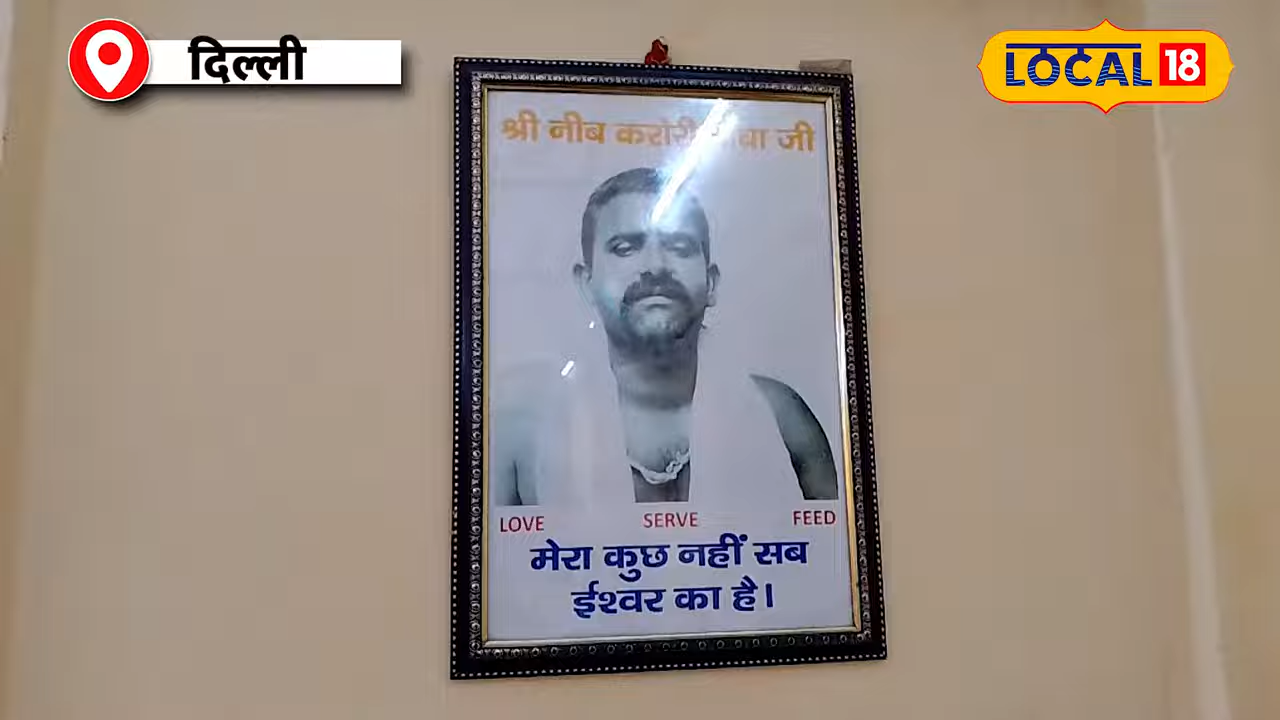 दिल्ली
LOCAL 18
श्री नीब करोरी जी
LOVE SERVE FEED
मेरा कुछ नहीं सब
ईश्वर का है।